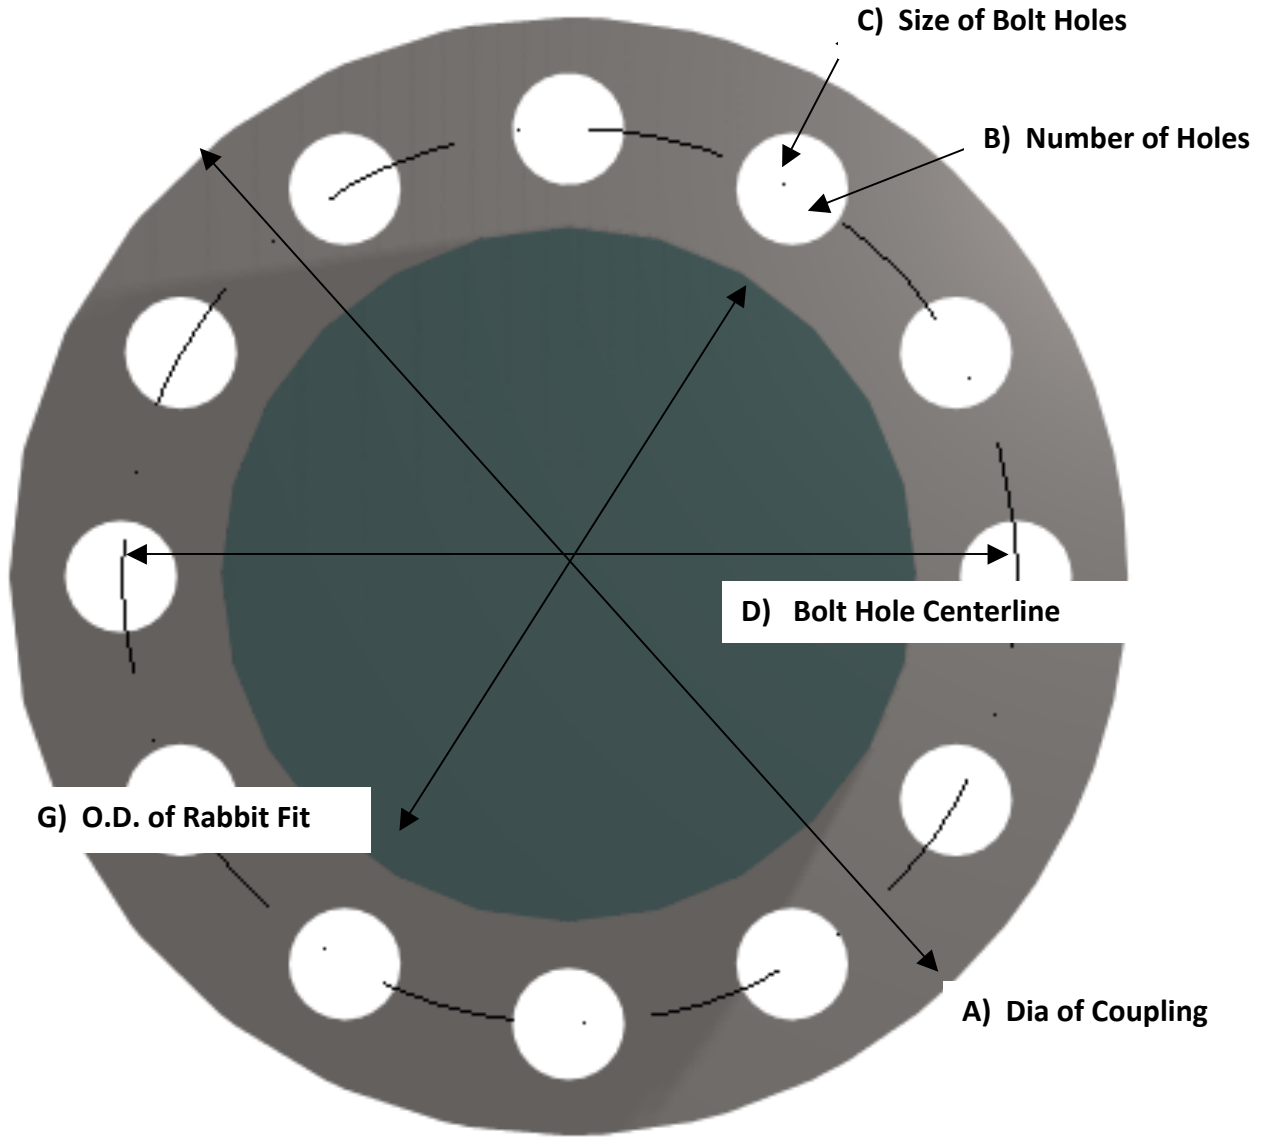 C) Size of Bolt Holes
B) Number of Holes
D) Bolt Hole Centerline
G) O.D. of Rabbit Fit
A) Dia of Coupling